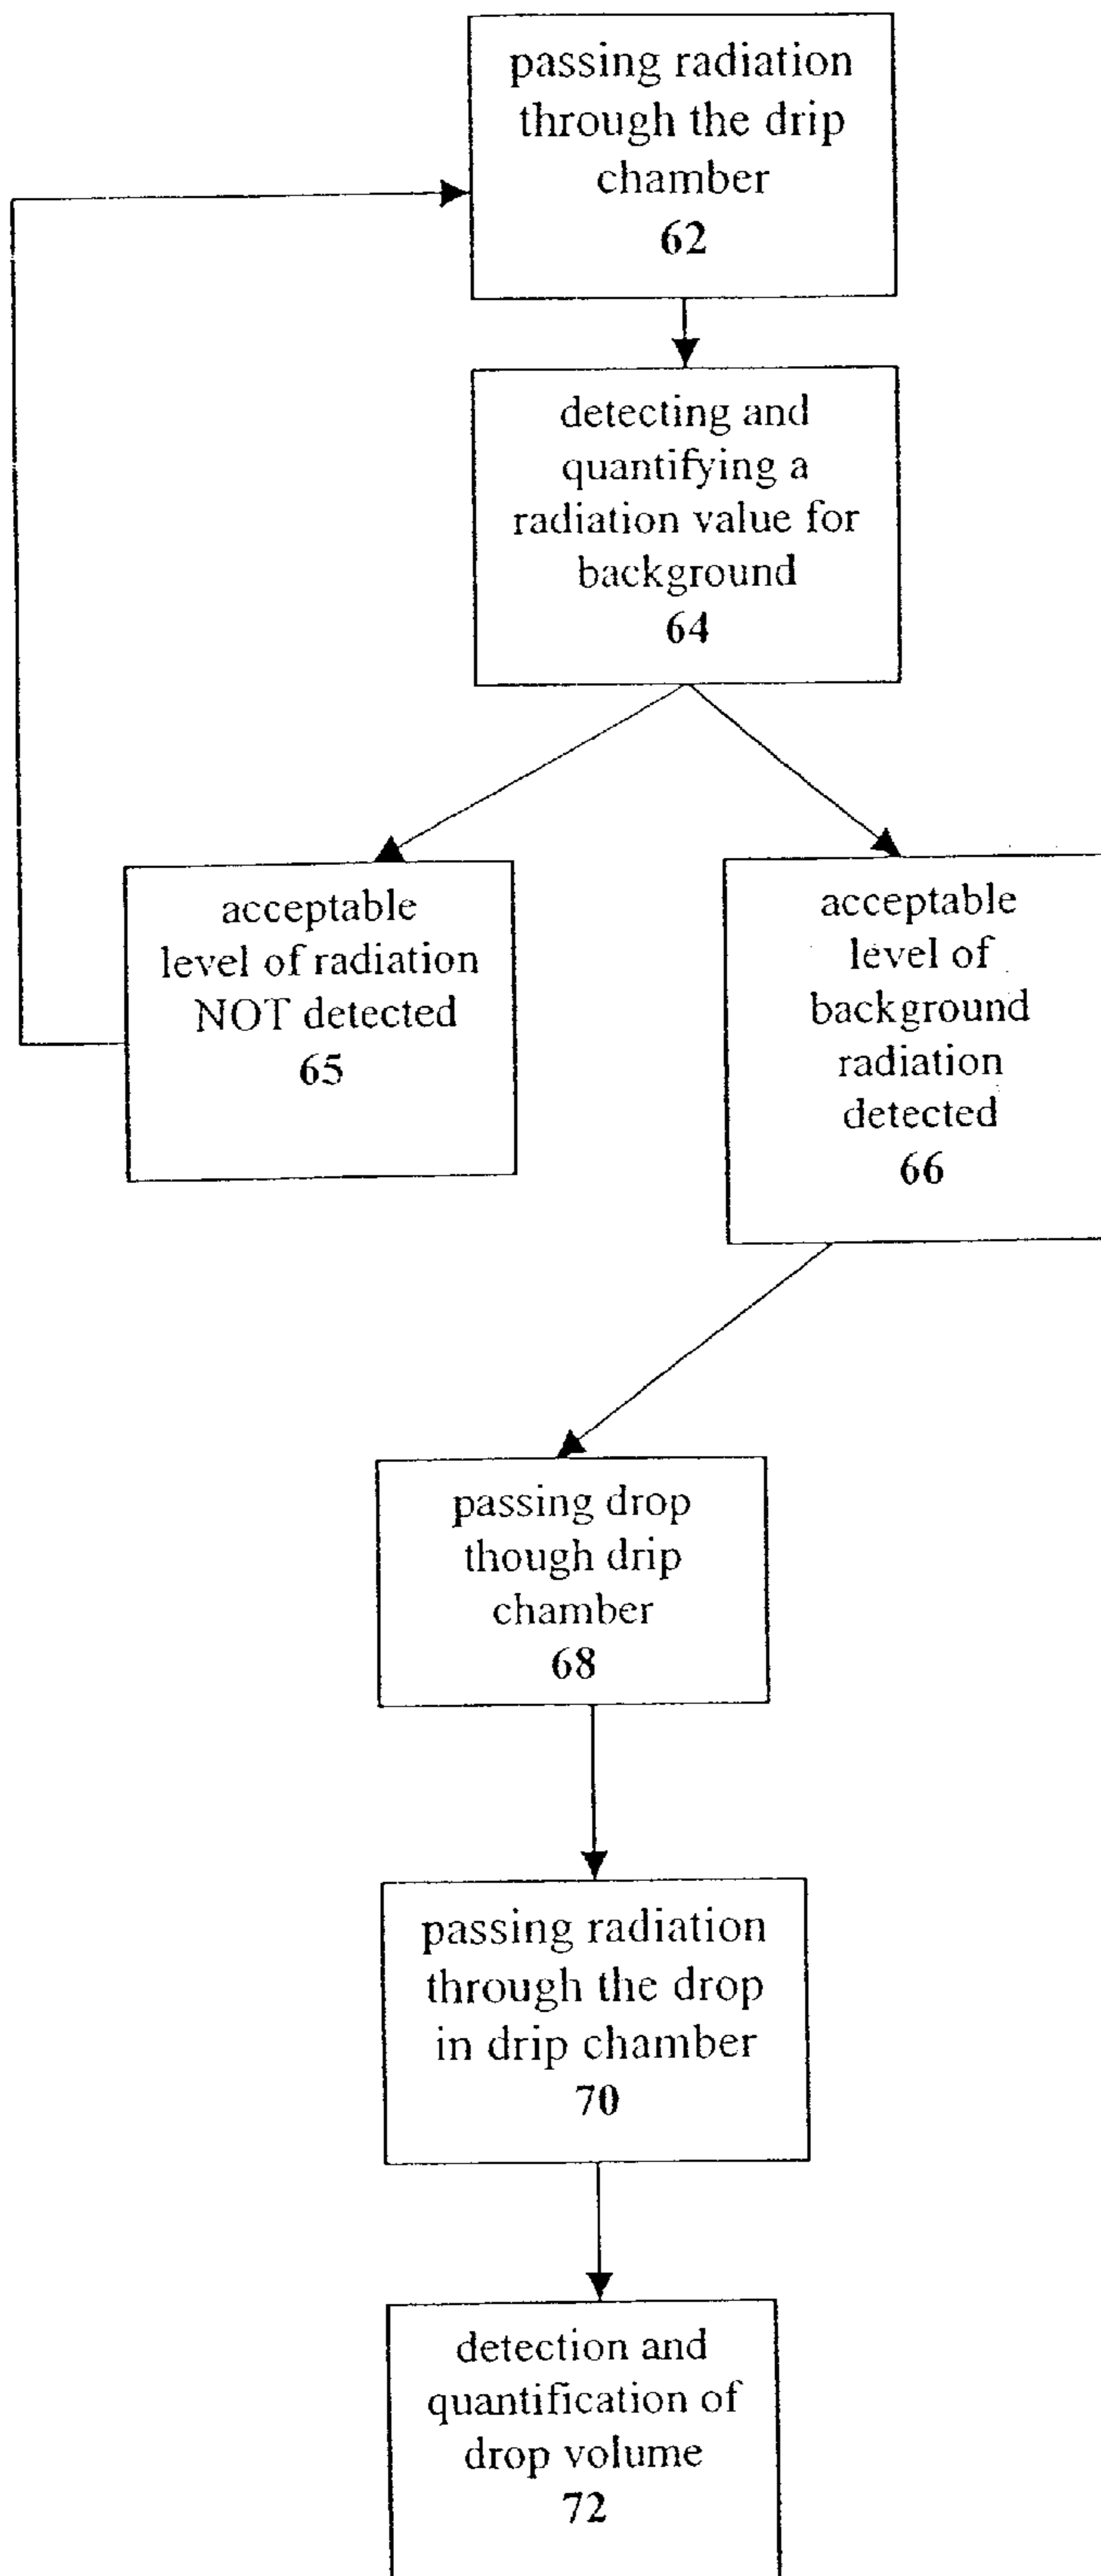 passing radiation
through the drip
chamber
62
detecting and
quantifying a
radiation value for
background
64
acceptable
level of radiation
NOT detected
65
acceptable
level of
background
radiation
detected
66
passing drop
though drip
chamber
68
passing radiation
through the drop
in drip chamber
70
detection and
quantification of
drop volume
72